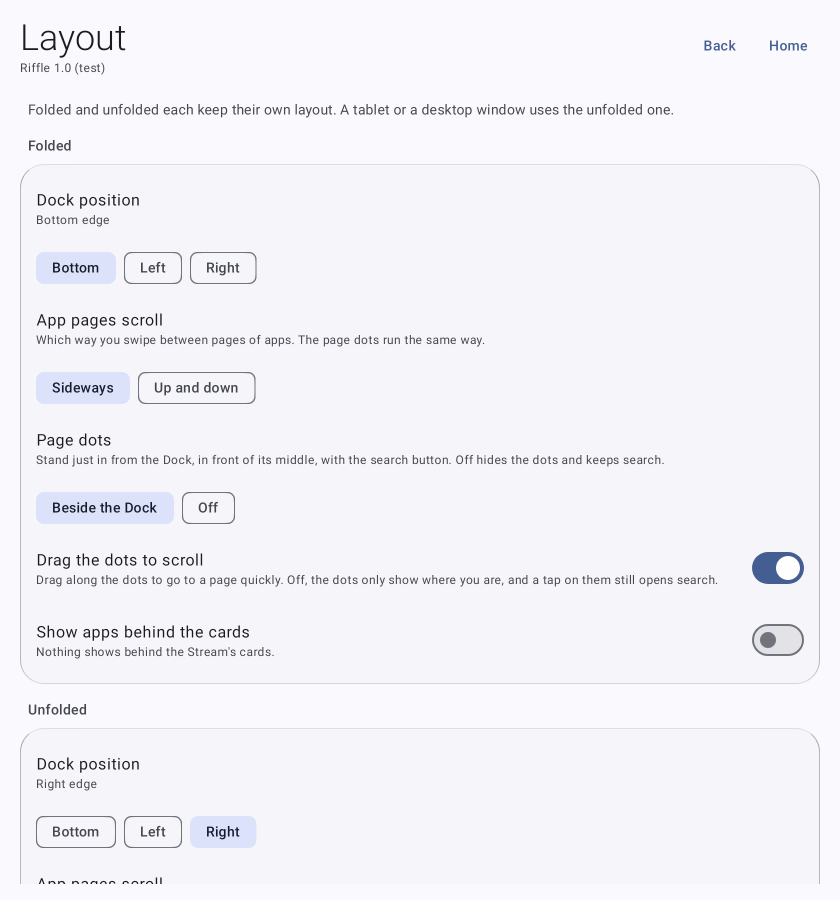 Layout
Riffle 1.0 (test)
Back
Home
Folded and unfolded each keep their own layout. A tablet or a desktop window uses the unfolded one.
Folded
Dock position
Bottom edge
Bottom
Left
Right
App pages scroll
Which way you swipe between pages of apps. The page dots run the same way.
Sideways
Up and down
Page dots
Stand just in from the Dock, in front of its middle, with the search button. Off hides the dots and keeps search.
Beside the Dock
Off
Drag the dots to scroll
Drag along the dots to go to a page quickly. Off, the dots only show where you are, and a tap on them still opens search.
Show apps behind the cards
Nothing shows behind the Stream's cards.
Unfolded
Dock position
Right edge
Bottom
Left
Right
App pages scroll